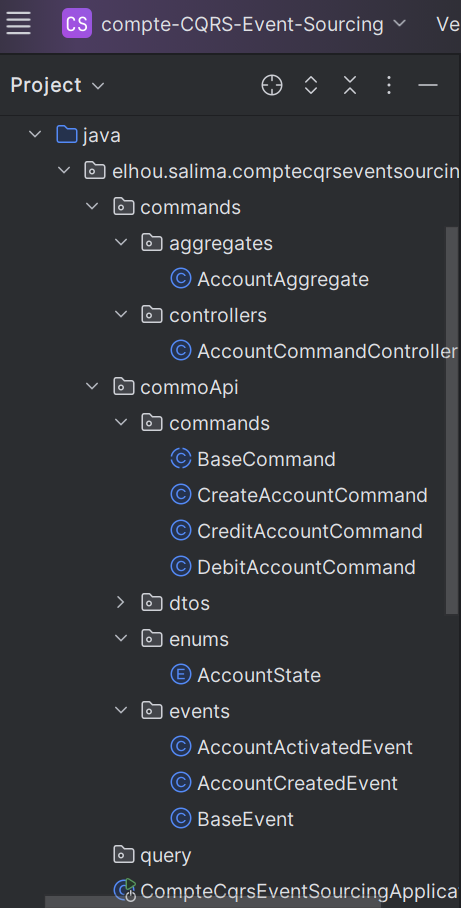 CS compte-CQRS-Event-Sourcing Ve
Project
java
elhou.salima.comptecqrseventsourcin
commands
aggregates
C AccountAggregate
controllers
C AccountCommandController
commoApi
commands
C BaseCommand
C CreateAccountCommand
C CreditAccountCommand
C DebitAccountCommand
dtos
enums
E AccountState
events
C AccountActivatedEvent
C AccountCreatedEvent
C BaseEvent
query
CompteCqrsEventSourcingApplica